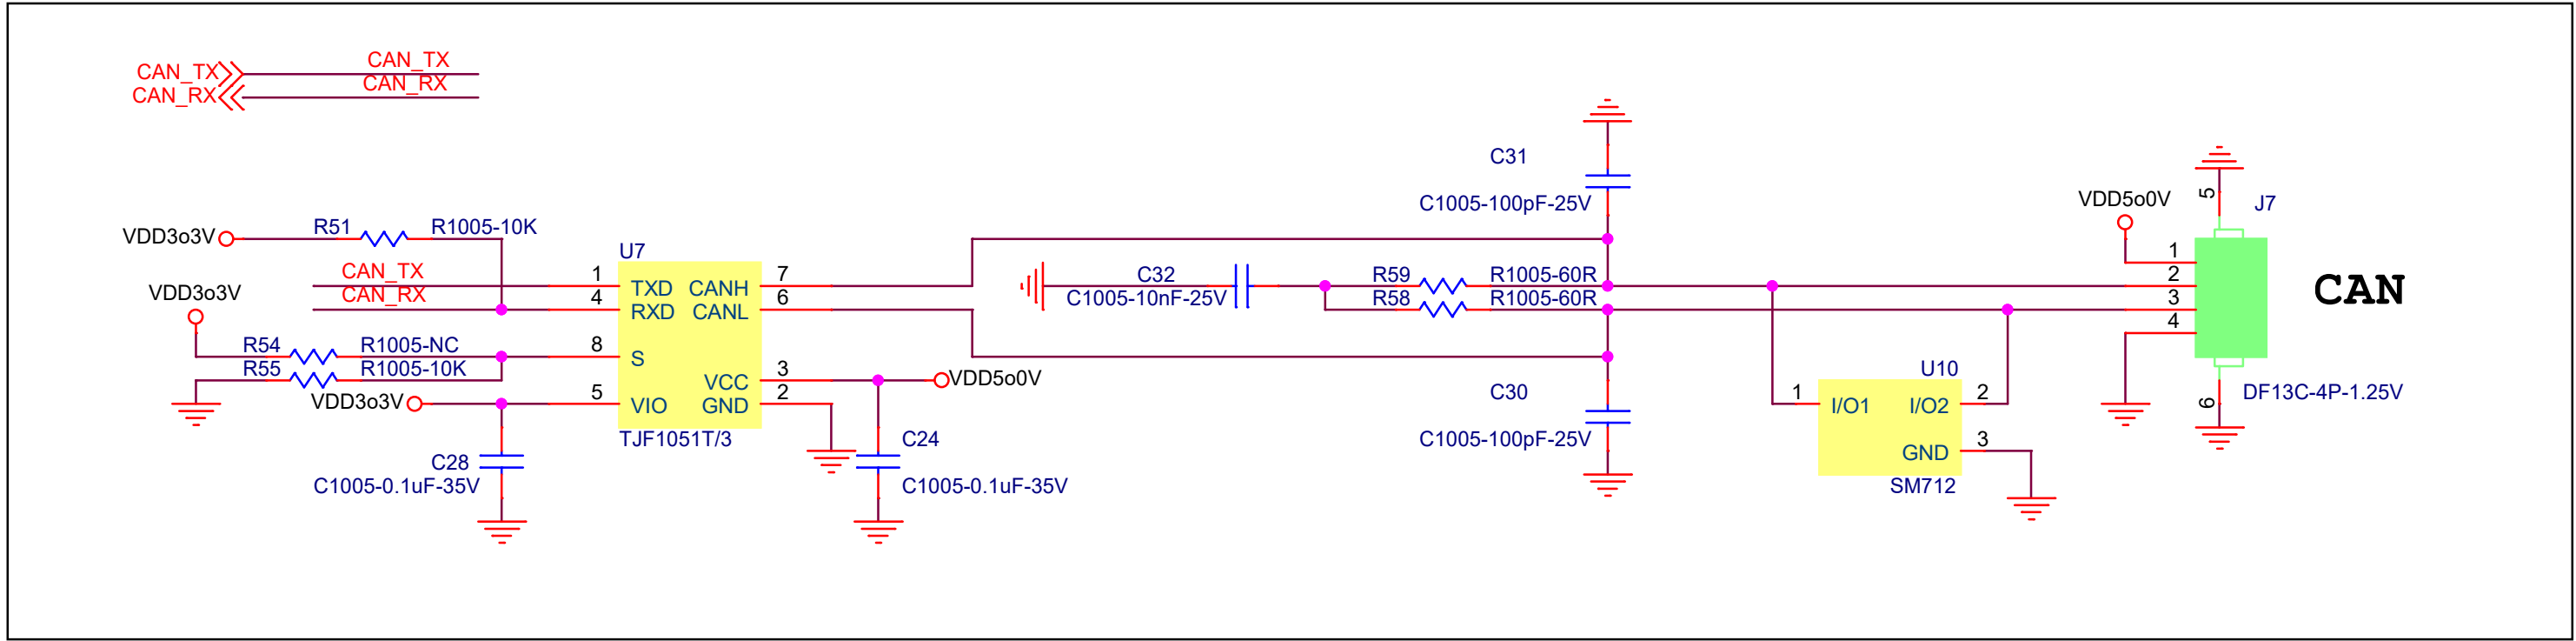 CAN_TX CAN_TX
CAN_RX CAN_RX
C31
C1005-100pF-25V
VDD5o0V
5
J7
VDD3o3V R51 R1005-10K
U7
CAN_TX 1 TXD CANH 7
CAN_RX 4 RXD CANL 6
VDD3o3V
C32
C1005-10nF-25V
R59 R1005-60R
R58 R1005-60R
1
2
3
4
CAN
R54 R1005-NC 8 S
R55 R1005-10K
VCC 3 VDD5o0V
VDD3o3V 5 VIO GND 2
TJF1051T/3
C30
C1005-100pF-25V
U10
1 I/O1 I/O2 2
GND 3
SM712
6
DF13C-4P-1.25V
C28
C1005-0.1uF-35V
C24
C1005-0.1uF-35V